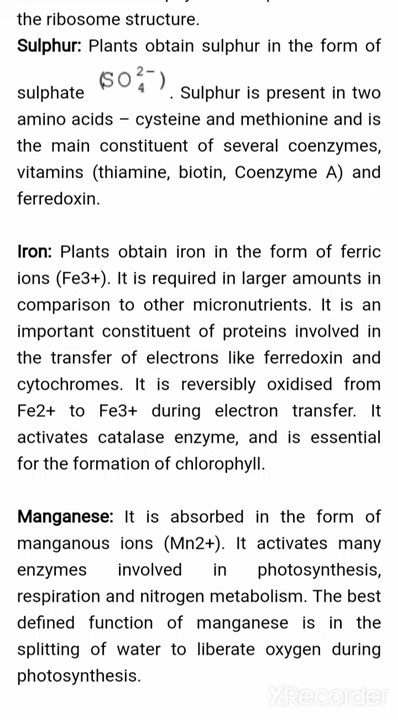 the ribosome structure.
Sulphur: Plants obtain sulphur in the form of
sulphate (SO₄²⁻). Sulphur is present in two
amino acids – cysteine and methionine and is
the main constituent of several coenzymes,
vitamins (thiamine, biotin, Coenzyme A) and
ferredoxin.
Iron: Plants obtain iron in the form of ferric
ions (Fe3+). It is required in larger amounts in
comparison to other micronutrients. It is an
important constituent of proteins involved in
the transfer of electrons like ferredoxin and
cytochromes. It is reversibly oxidised from
Fe2+ to Fe3+ during electron transfer. It
activates catalase enzyme, and is essential
for the formation of chlorophyll.
Manganese: It is absorbed in the form of
manganous ions (Mn2+). It activates many
enzymes involved in photosynthesis,
respiration and nitrogen metabolism. The best
defined function of manganese is in the
splitting of water to liberate oxygen during
photosynthesis.
XRecorder